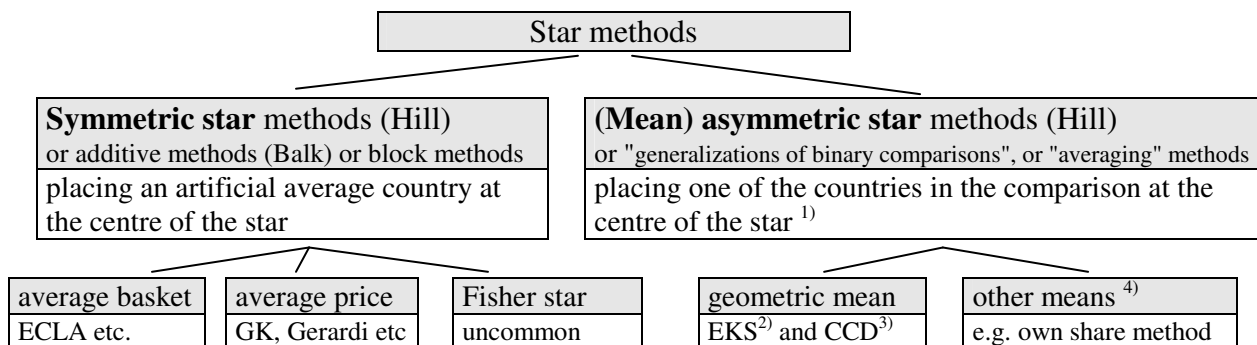 Star methods
Symmetric star methods (Hill)
or additive methods (Balk) or block methods
placing an artificial average country at
the centre of the star
(Mean) asymmetric star methods (Hill)
or "generalizations of binary comparisons", or "averaging" methods
placing one of the countries in the comparison at the
centre of the star 1)
average basket
ECLA etc.
average price
GK, Gerardi etc
Fisher star
uncommon
geometric mean
EKS2) and CCD3)
other means 4)
e.g. own share method